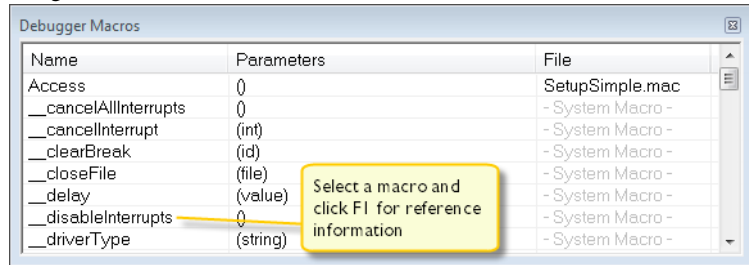 Debugger Macros
Name Parameters File
Access () SetupSimple.mac
__cancelAllInterrupts () - System Macro -
__cancelInterrupt (int) - System Macro -
__clearBreak (id) - System Macro -
__closeFile (file) - System Macro -
__delay (value) - System Macro -
__disableInterrupts () - System Macro -
__driverType (string) - System Macro -
Select a macro and
click F1 for reference
information